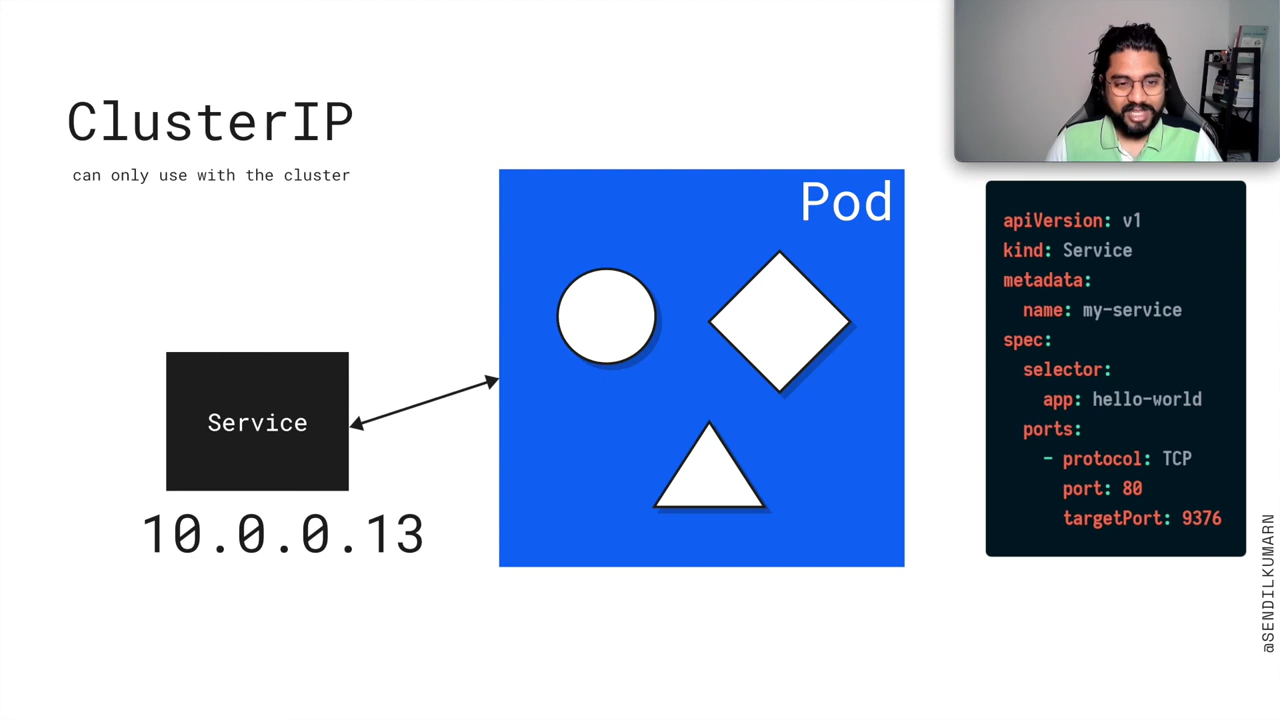 ClusterIP
can only use with the cluster
Pod
Service
10.0.0.13
apiVersion: v1
kind: Service
metadata:
  name: my-service
spec:
  selector:
    app: hello-world
  ports:
    - protocol: TCP
      port: 80
      targetPort: 9376
@SENDILKUMARN